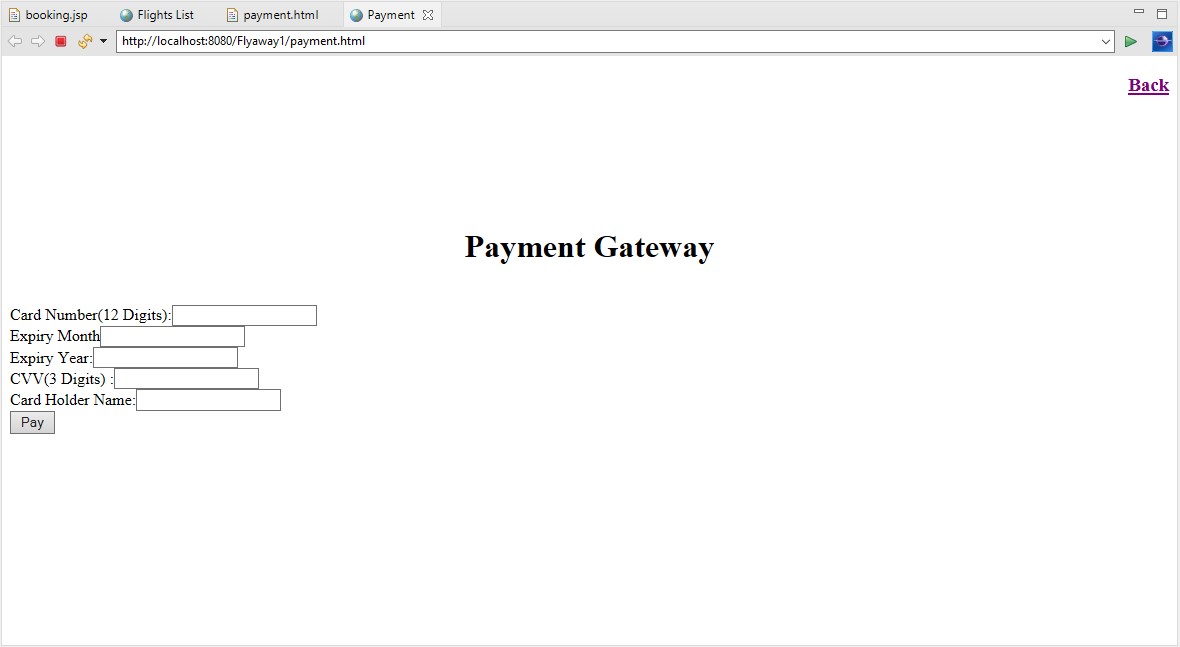 booking.jsp Flights List payment.html Payment
http://localhost:8080/Flyaway1/payment.html
Back
Payment Gateway
Card Number(12 Digits):
Expiry Month
Expiry Year:
CVV(3 Digits) :
Card Holder Name:
Pay